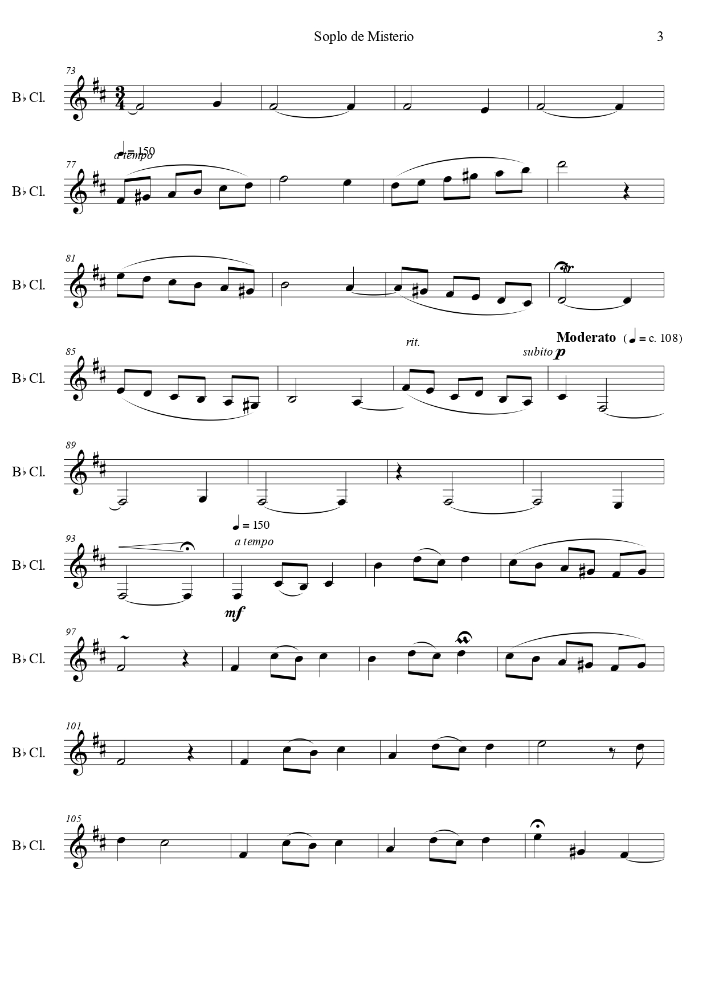 Soplo de Misterio 3
73
3
4
B♭ Cl.
♩ = 150
a tempo
77
B♭ Cl.
81
tr
B♭ Cl.
Moderato (♩ = c. 108)
rit.
subito p
85
B♭ Cl.
89
B♭ Cl.
♩ = 150
93
a tempo
B♭ Cl.
mf
97
B♭ Cl.
101
B♭ Cl.
105
B♭ Cl.